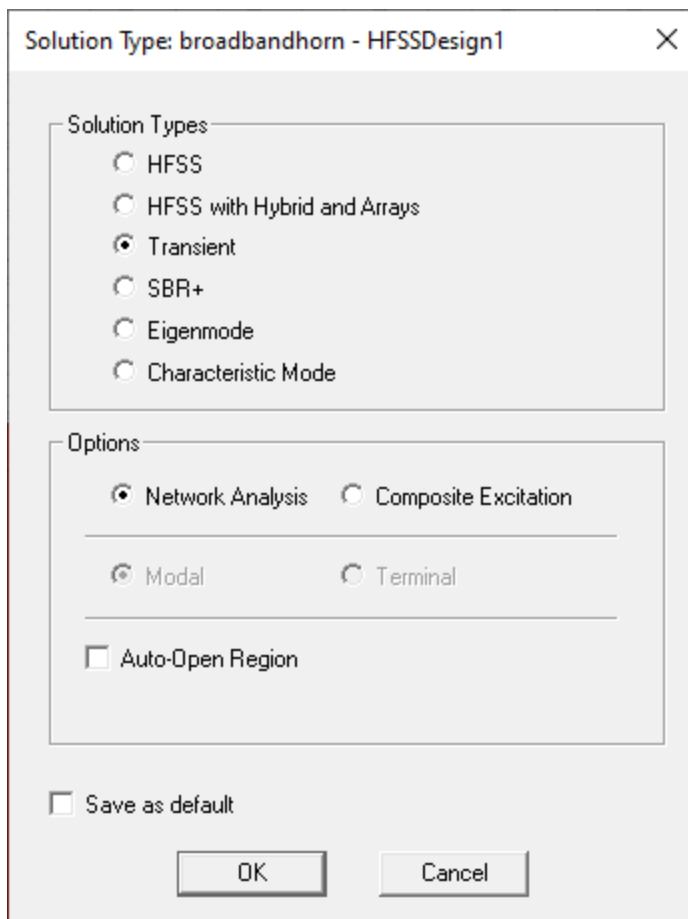 Solution Type: broadbandhorn - HFSSDesign1
Solution Types
HFSS
HFSS with Hybrid and Arrays
Transient
SBR+
Eigenmode
Characteristic Mode
Options
Network Analysis Composite Excitation
Modal Terminal
Auto-Open Region
Save as default
OK Cancel